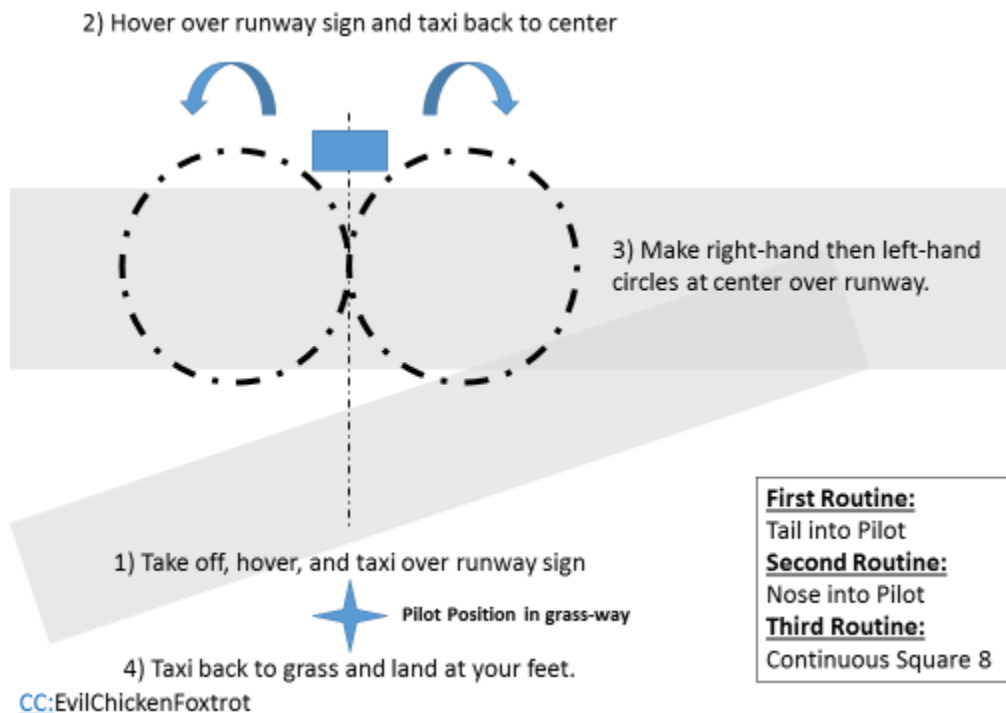 2) Hover over runway sign and taxi back to center
3) Make right-hand then left-hand
circles at center over runway.
First Routine:
Tail into Pilot
Second Routine:
Nose into Pilot
Third Routine:
Continuous Square 8
1) Take off, hover, and taxi over runway sign
Pilot Position in grass-way
4) Taxi back to grass and land at your feet.
CC:EvilChickenFoxtrot